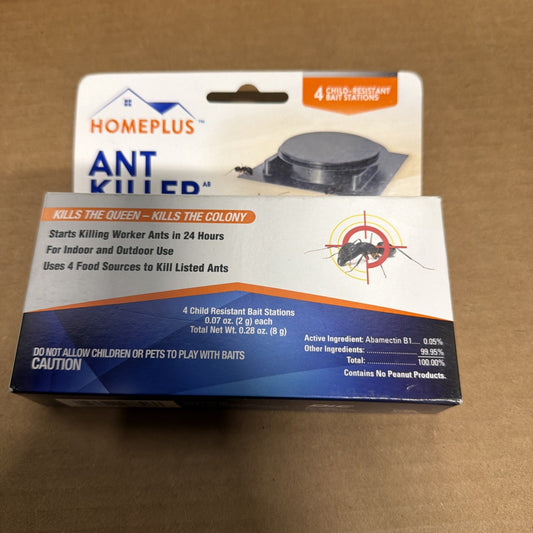 4 CHILD-RESISTANT
BAIT STATIONS
HOMEPLUS™
ANT
KILLER AB
KILLS THE QUEEN – KILLS THE COLONY
Starts Killing Worker Ants in 24 Hours
For Indoor and Outdoor Use
Uses 4 Food Sources to Kill Listed Ants
4 Child Resistant Bait Stations
0.07 oz. (2 g) each
Total Net Wt. 0.28 oz. (8 g)
Active Ingredient: Abamectin B1.... 0.05%
Other Ingredients: ...................... 99.95%
Total: ...................... 100.00%
Contains No Peanut Products.
DO NOT ALLOW CHILDREN OR PETS TO PLAY WITH BAITS
CAUTION